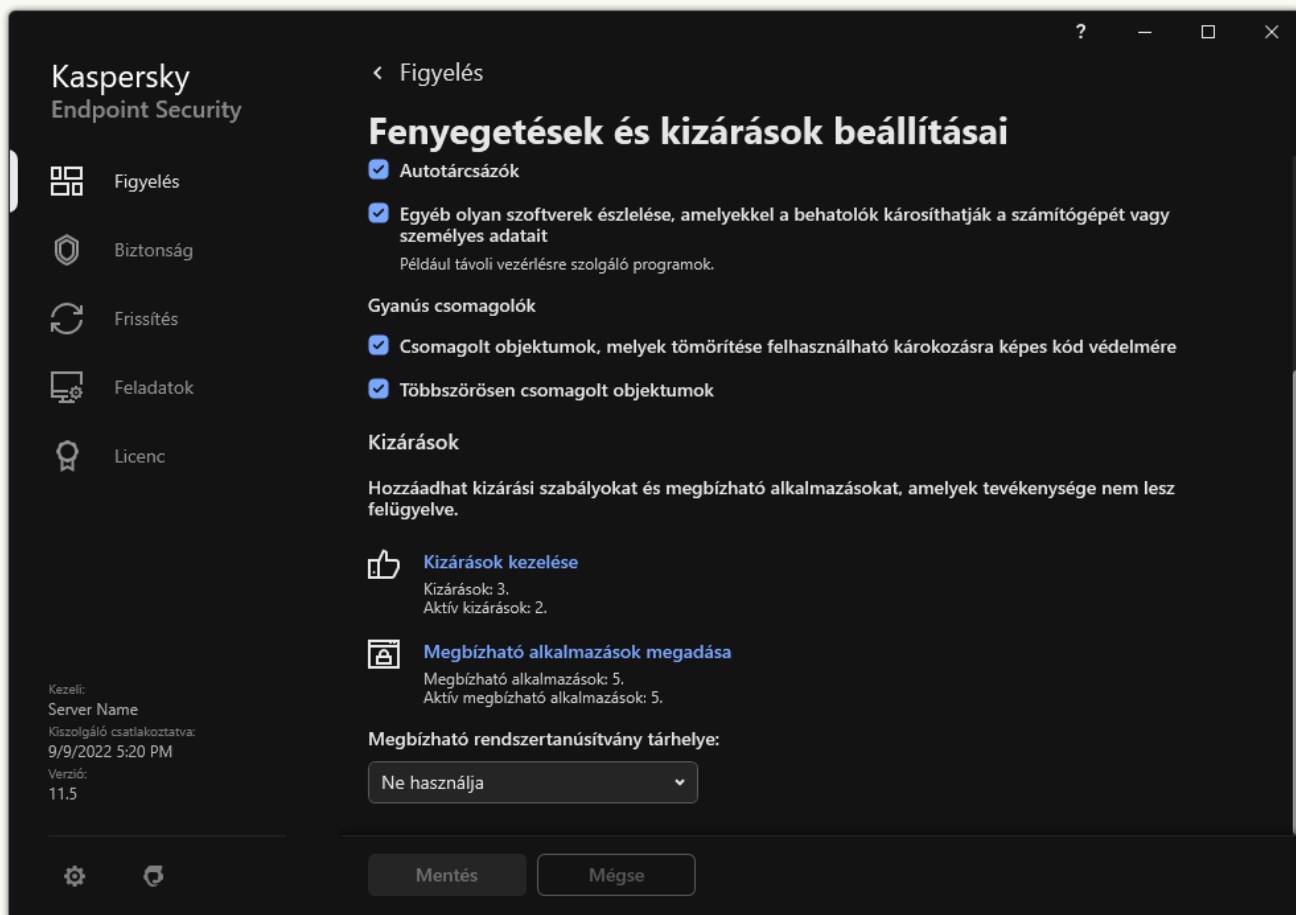 ?
Kaspersky
Endpoint Security
Figyelés
Biztonság
Frissítés
Feladatok
Licenc
Kezeli:
Server Name
Kiszolgáló csatlakoztatva:
9/9/2022 5:20 PM
Verzió:
11.5
Figyelés
Fenyegetések és kizárások beállításai
Autotárcsázók
Egyéb olyan szoftverek észlelése, amelyekkel a behatolók károsíthatják a számítógépét vagy
személyes adatait
Például távoli vezérlésre szolgáló programok.
Gyanús csomagolók
Csomagolt objektumok, melyek tömörítése felhasználható károkozásra képes kód védelmére
Többszörösen csomagolt objektumok
Kizárások
Hozzáadhat kizárási szabályokat és megbízható alkalmazásokat, amelyek tevékenysége nem lesz
felügyelve.
Kizárások kezelése
Kizárások: 3.
Aktív kizárások: 2.
Megbízható alkalmazások megadása
Megbízható alkalmazások: 5.
Aktív megbízható alkalmazások: 5.
Megbízható rendszertanúsítvány tárhelye:
Ne használja
Mentés
Mégse